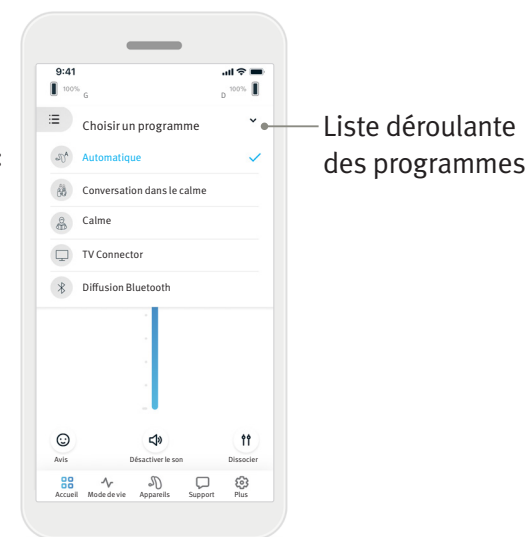 9:41
100% G
D 100%
Choisir un programme
Automatique
Conversation dans le calme
Calme
TV Connector
Diffusion Bluetooth
Liste déroulante
des programmes
:
Avis
Désactiver le son
Dissocier
Accueil
Mode de vie
Appareils
Support
Plus